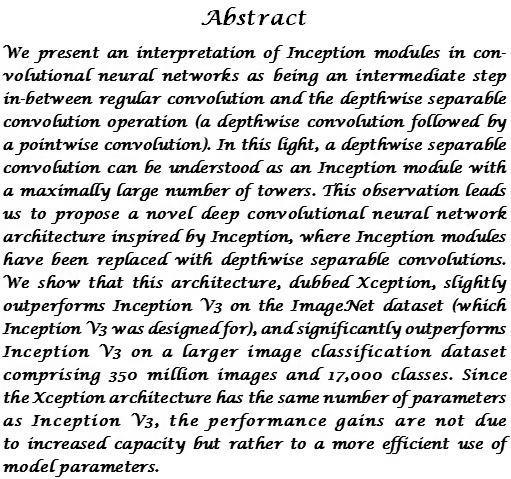 Abstract
We present an interpretation of Inception modules in con-
volutional neural networks as being an intermediate step
in-between regular convolution and the depthwise separable
convolution operation (a depthwise convolution followed by
a pointwise convolution). In this light, a depthwise separable
convolution can be understood as an Inception module with
a maximally large number of towers. This observation leads
us to propose a novel deep convolutional neural network
architecture inspired by Inception, where Inception modules
have been replaced with depthwise separable convolutions.
We show that this architecture, dubbed Xception, slightly
outperforms Inception V3 on the ImageNet dataset (which
Inception V3 was designed for), and significantly outperforms
Inception V3 on a larger image classification dataset
comprising 350 million images and 17,000 classes. Since
the Xception architecture has the same number of parameters
as Inception V3, the performance gains are not due
to increased capacity but rather to a more efficient use of
model parameters.